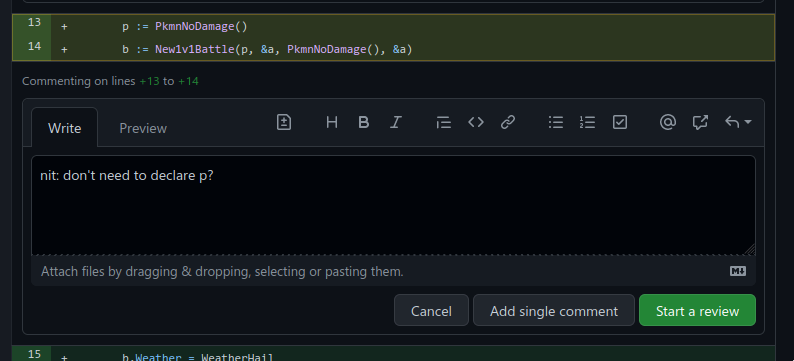 13 + p := PkmnNoDamage()
14 + b := New1v1Battle(p, &a, PkmnNoDamage(), &a)
Commenting on lines +13 to +14
Write Preview
nit: don't need to declare p?
Attach files by dragging & dropping, selecting or pasting them.
Cancel Add single comment Start a review
15 + b.Weather = WeatherHail